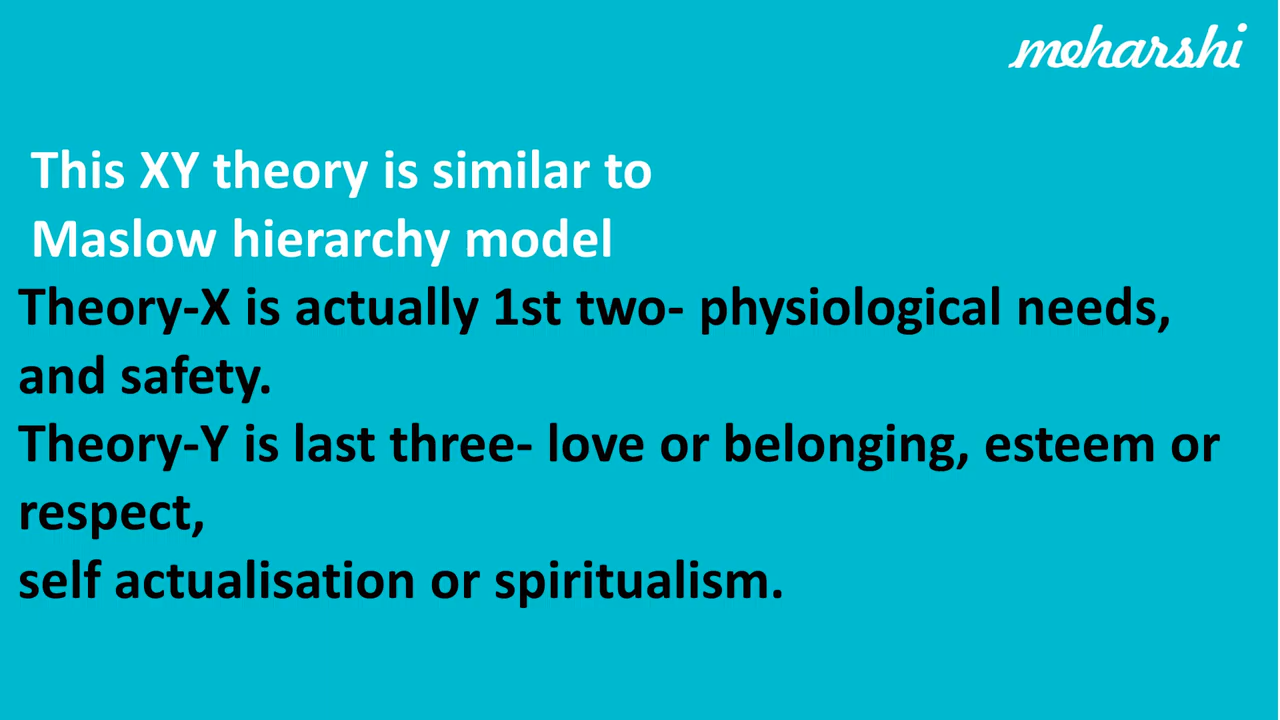 meharshi
This XY theory is similar to
Maslow hierarchy model
Theory-X is actually 1st two- physiological needs,
and safety.
Theory-Y is last three- love or belonging, esteem or
respect,
self actualisation or spiritualism.